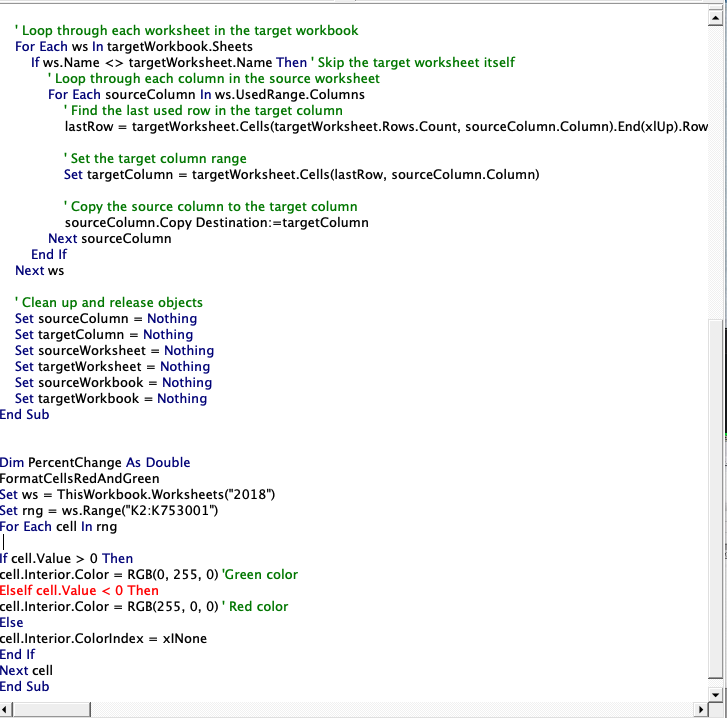 ' Loop through each worksheet in the target workbook
For Each ws In targetWorkbook.Sheets
If ws.Name <> targetWorksheet.Name Then ' Skip the target worksheet itself
' Loop through each column in the source worksheet
For Each sourceColumn In ws.UsedRange.Columns
' Find the last used row in the target column
lastRow = targetWorksheet.Cells(targetWorksheet.Rows.Count, sourceColumn.Column).End(xlUp).Row
' Set the target column range
Set targetColumn = targetWorksheet.Cells(lastRow, sourceColumn.Column)
' Copy the source column to the target column
sourceColumn.Copy Destination:=targetColumn
Next sourceColumn
End If
Next ws
' Clean up and release objects
Set sourceColumn = Nothing
Set targetColumn = Nothing
Set sourceWorksheet = Nothing
Set targetWorksheet = Nothing
Set sourceWorkbook = Nothing
Set targetWorkbook = Nothing
End Sub
Dim PercentChange As Double
FormatCellsRedAndGreen
Set ws = ThisWorkbook.Worksheets("2018")
Set rng = ws.Range("K2:K753001")
For Each cell In rng
If cell.Value > 0 Then
cell.Interior.Color = RGB(0, 255, 0) 'Green color
ElseIf cell.Value < 0 Then
cell.Interior.Color = RGB(255, 0, 0) ' Red color
Else
cell.Interior.ColorIndex = xINone
End If
Next cell
End Sub